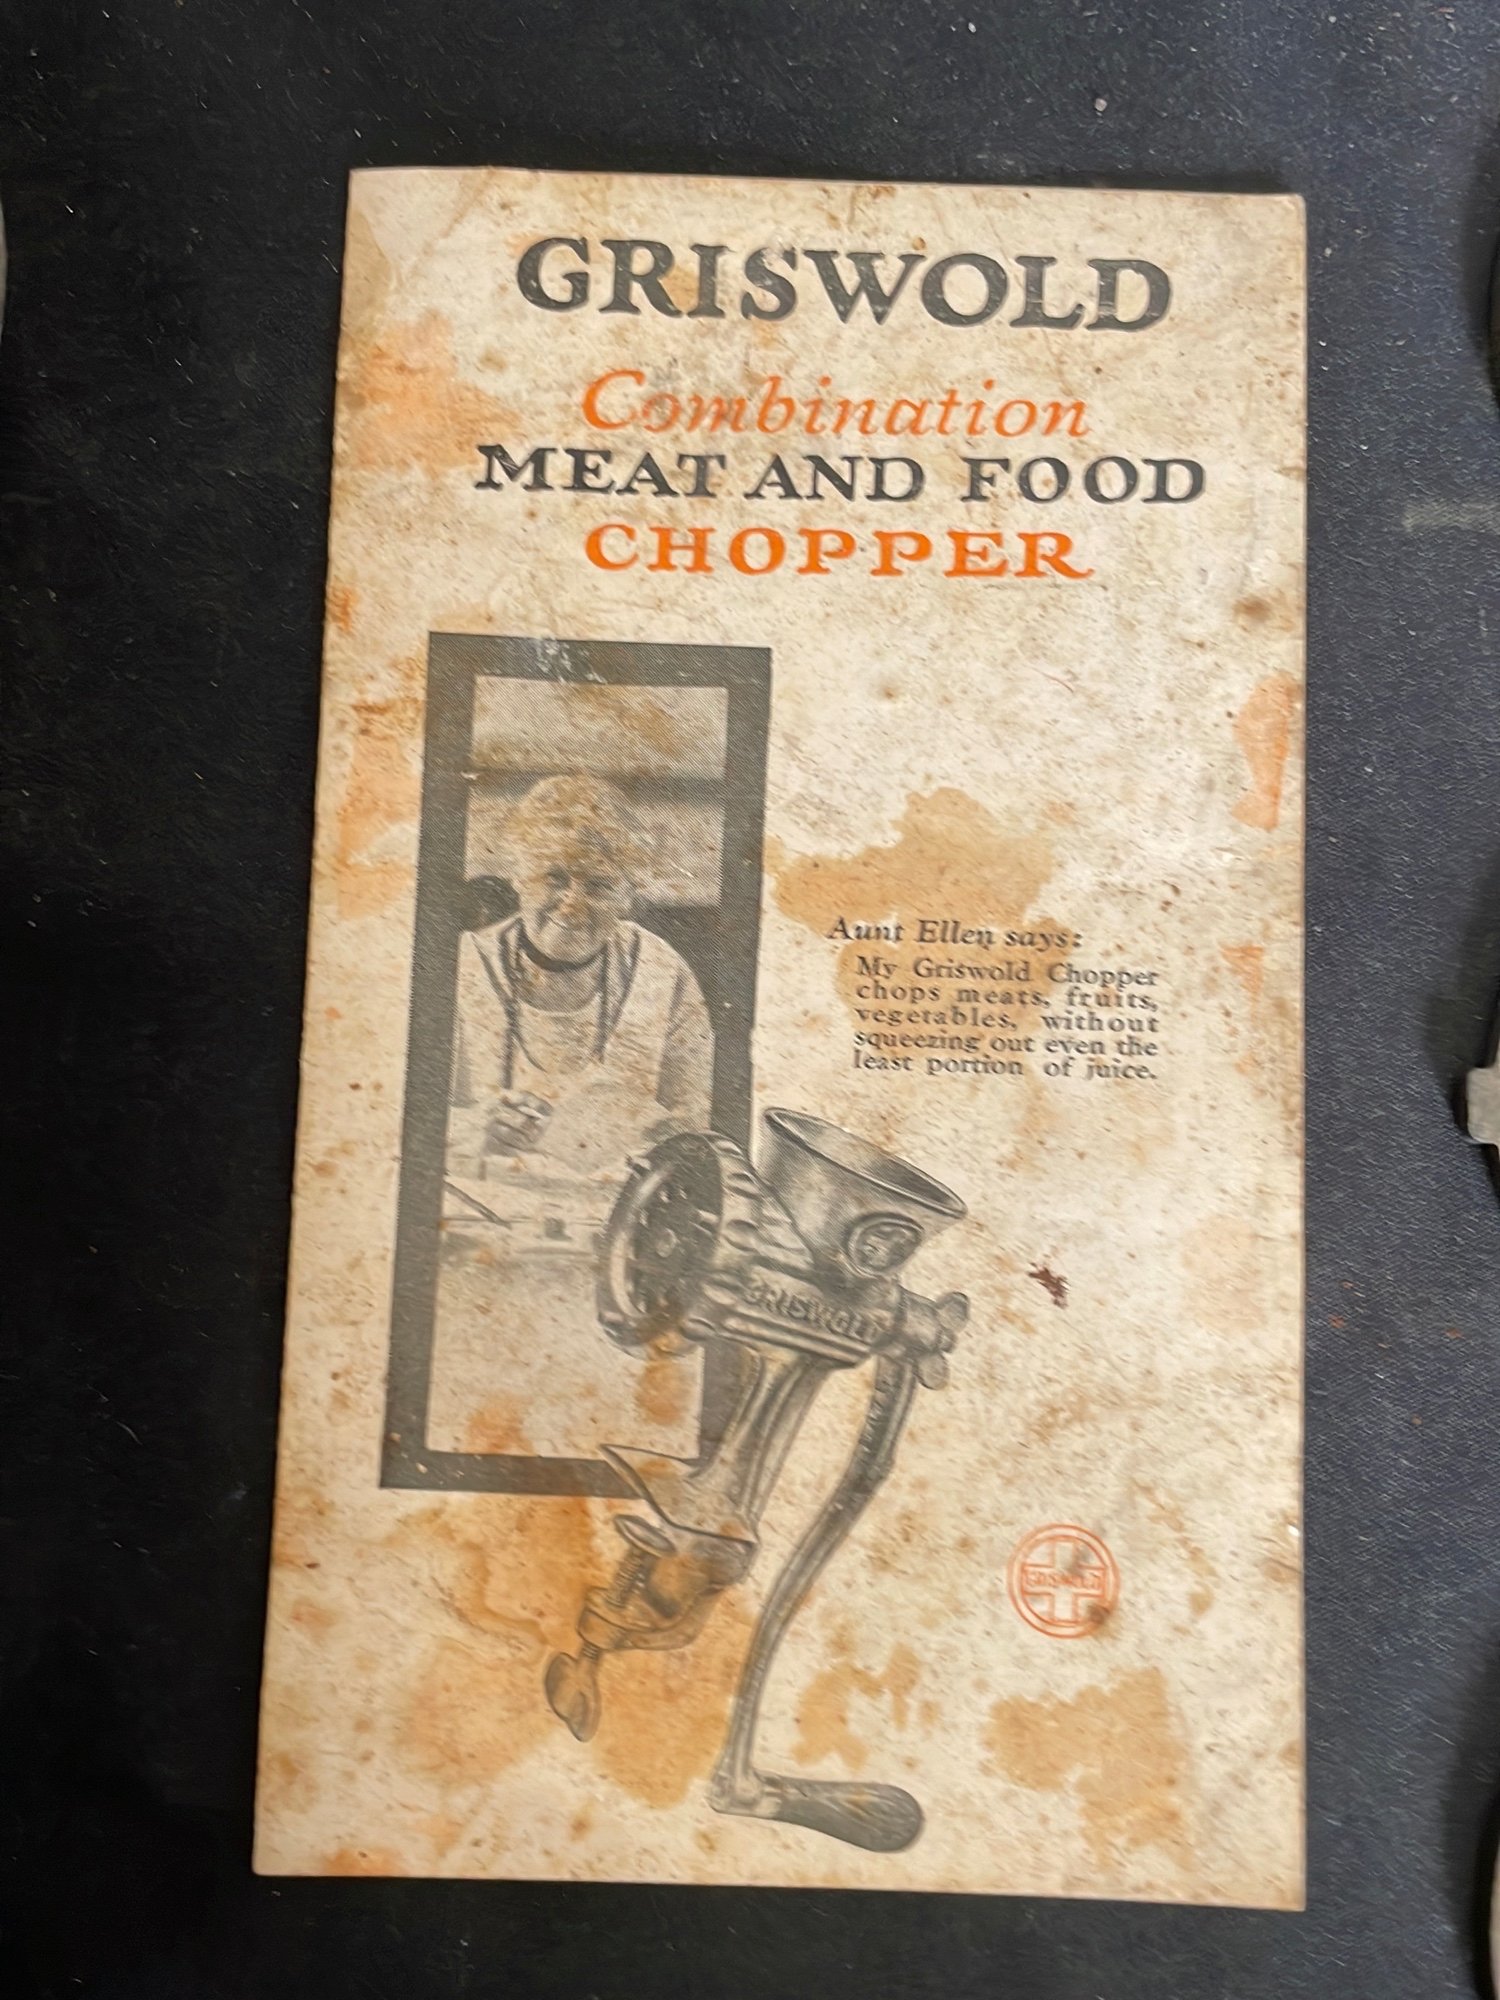 GRISWOLD
Combination
MEAT AND FOOD
CHOPPER
Aunt Ellen says:
My Griswold Chopper
chops meats, fruits,
vegetables, without
squeezing out even the
least portion of juice.
GRISWOLD
GRISWOLD